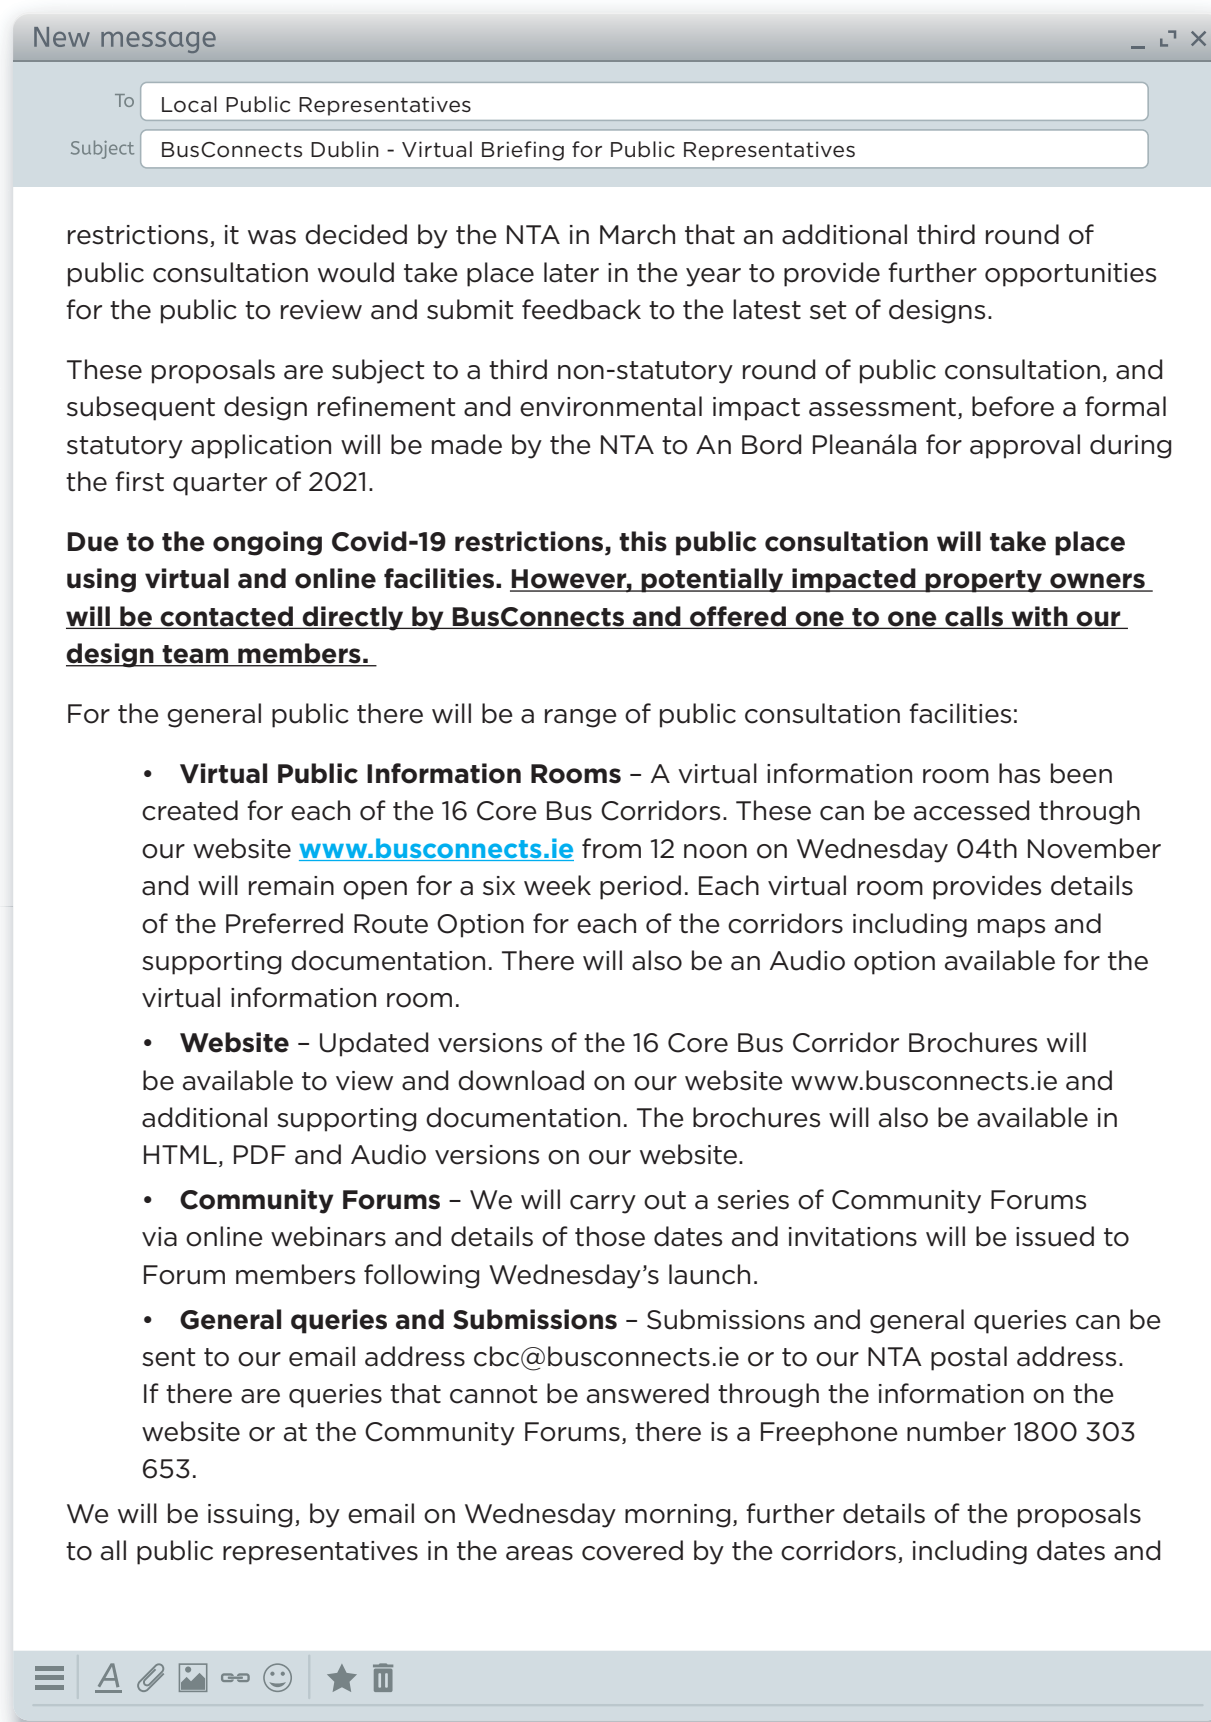 New message
To
Local Public Representatives
Subject
BusConnects Dublin - Virtual Briefing for Public Representatives
restrictions, it was decided by the NTA in March that an additional third round of
public consultation would take place later in the year to provide further opportunities
for the public to review and submit feedback to the latest set of designs.
These proposals are subject to a third non-statutory round of public consultation, and
subsequent design refinement and environmental impact assessment, before a formal
statutory application will be made by the NTA to An Bord Pleanála for approval during
the first quarter of 2021.
Due to the ongoing Covid-19 restrictions, this public consultation will take place
using virtual and online facilities. However, potentially impacted property owners
will be contacted directly by BusConnects and offered one to one calls with our
design team members.
For the general public there will be a range of public consultation facilities:
• Virtual Public Information Rooms – A virtual information room has been
created for each of the 16 Core Bus Corridors. These can be accessed through
our website www.busconnects.ie from 12 noon on Wednesday 04th November
and will remain open for a six week period. Each virtual room provides details
of the Preferred Route Option for each of the corridors including maps and
supporting documentation. There will also be an Audio option available for the
virtual information room.
• Website – Updated versions of the 16 Core Bus Corridor Brochures will
be available to view and download on our website www.busconnects.ie and
additional supporting documentation. The brochures will also be available in
HTML, PDF and Audio versions on our website.
• Community Forums – We will carry out a series of Community Forums
via online webinars and details of those dates and invitations will be issued to
Forum members following Wednesday’s launch.
• General queries and Submissions – Submissions and general queries can be
sent to our email address cbc@busconnects.ie or to our NTA postal address.
If there are queries that cannot be answered through the information on the
website or at the Community Forums, there is a Freephone number 1800 303
653.
We will be issuing, by email on Wednesday morning, further details of the proposals
to all public representatives in the areas covered by the corridors, including dates and
A